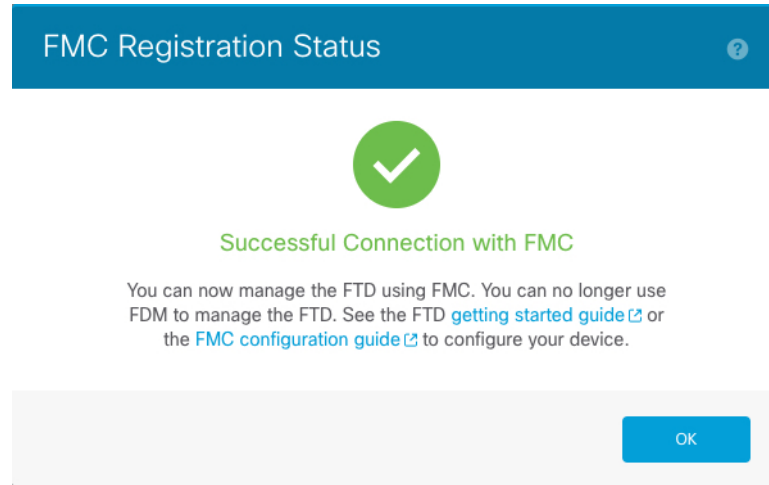 FMC Registration Status
?
Successful Connection with FMC
You can now manage the FTD using FMC. You can no longer use
FDM to manage the FTD. See the FTD getting started guide or
the FMC configuration guide to configure your device.
OK